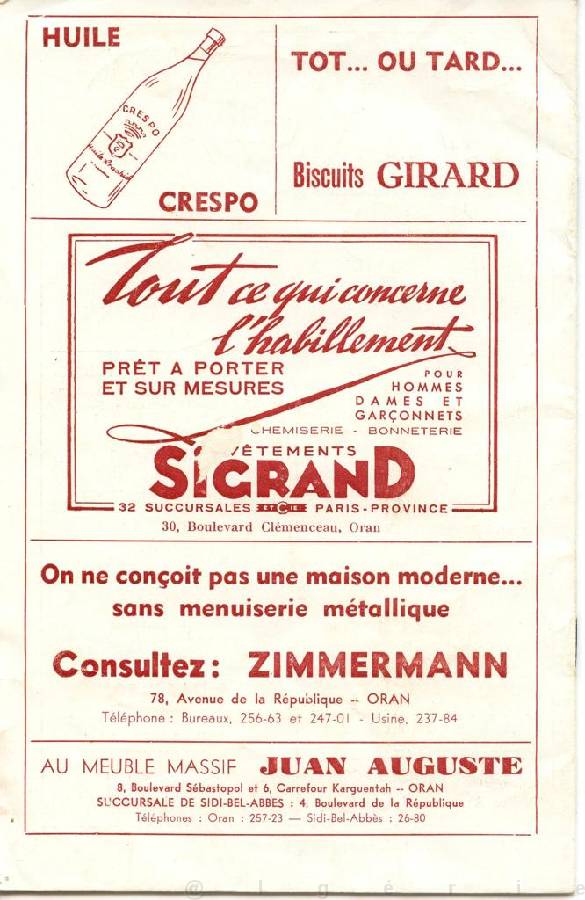 HUILE
CRESPO
CRESPO
TOT... OU TARD...
Biscuits GIRARD
Tout ce qui concerne
l'habillement
PRÊT A PORTER
ET SUR MESURES
POUR
HOMMES
DAMES ET
GARÇONNETS
CHEMISERIE - BONNETERIE
VÊTEMENTS
SIGRAND
32 SUCCURSALES ET CIE PARIS-PROVINCE
30, Boulevard Clémenceau, Oran
On ne conçoit pas une maison moderne...
sans menuiserie métallique
Consultez: ZIMMERMANN
78, Avenue de la République -- ORAN
Téléphone : Bureaux, 256-63 et 247-01 - Usine, 237-84
AU MEUBLE MASSIF JUAN AUGUSTE
8, Boulevard Sébastopol et 6, Carrefour Karguentah -- ORAN
SUCCURSALE DE SIDI-BEL-ABBES : 4, Boulevard de la République
Téléphones : Oran : 257-23 — Sidi-Bel-Abbès : 26-80
@lgérie